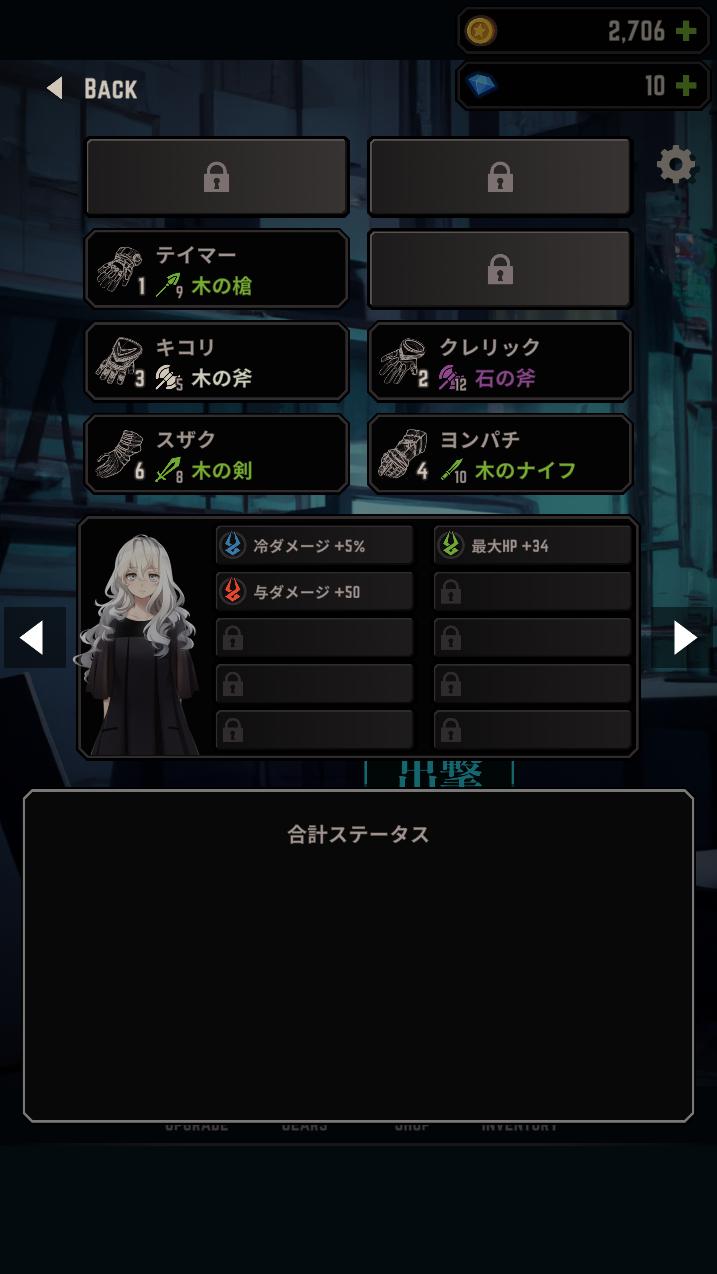 2,706
BACK
10
テイマー
1
9
木の槍
キコリ
3
5
木の斧
クレリック
2
12
石の斧
スザク
6
8
木の剣
ヨンパチ
4
10
木のナイフ
冷ダメージ +5%
最大HP +34
与ダメージ +50
出撃
合計ステータス
UPGRADE
GEARS
SHOP
INVENTORY